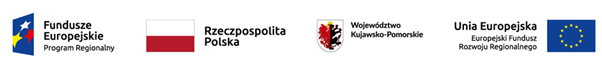 Fundusze
Europejskie
Program Regionalny
Rzeczpospolita
Polska
Województwo
Kujawsko-Pomorskie
Unia Europejska
Europejski Fundusz
Rozwoju Regionalnego